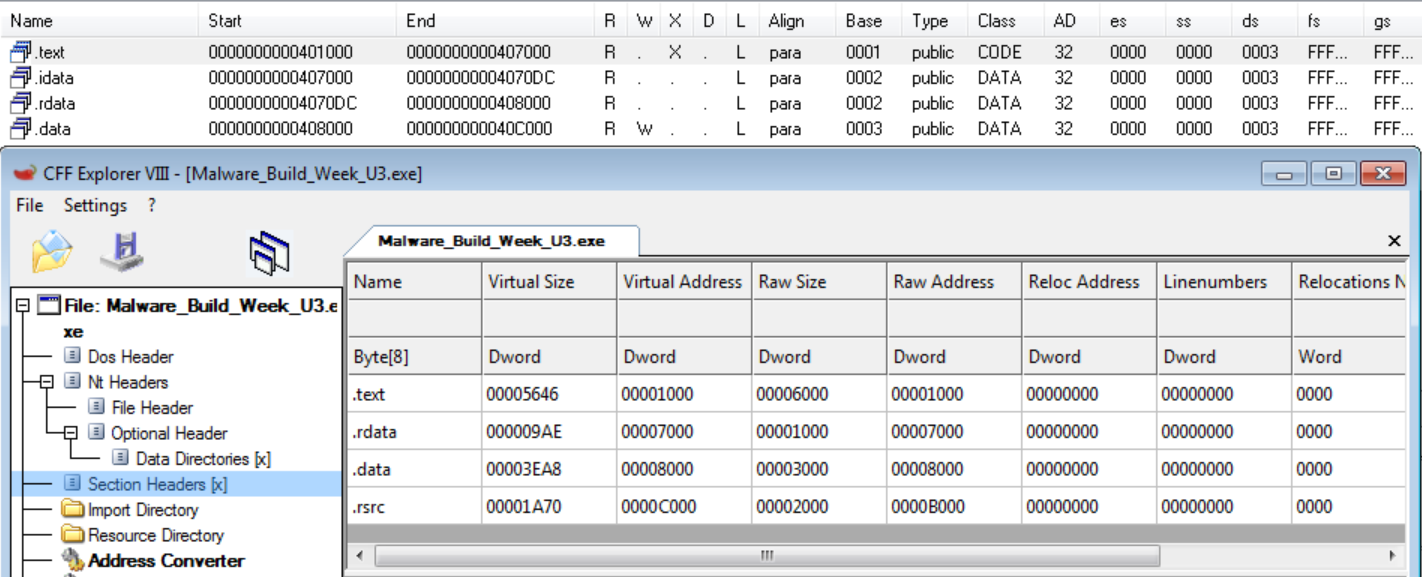 Name Start End R W X D L Align Base Type Class AD es ss ds fs gs
.text 0000000000401000 0000000000407000 R . X . L para 0001 public CODE 32 0000 0000 0003 FFF... FFF...
.idata 0000000000407000 00000000004070DC R . . . L para 0002 public DATA 32 0000 0000 0003 FFF... FFF...
.rdata 00000000004070DC 0000000000408000 R . . . L para 0002 public DATA 32 0000 0000 0003 FFF... FFF...
.data 0000000000408000 000000000040C000 R W . . L para 0003 public DATA 32 0000 0000 0003 FFF... FFF...
CFF Explorer VIII - [Malware_Build_Week_U3.exe]
File Settings ?
Malware_Build_Week_U3.exe
File: Malware_Build_Week_U3.e
xe
Dos Header
Nt Headers
File Header
Optional Header
Data Directories [x]
Section Headers [x]
Import Directory
Resource Directory
Address Converter
Name Virtual Size Virtual Address Raw Size Raw Address Reloc Address Linenumbers Relocations N
Byte[8] Dword Dword Dword Dword Dword Dword Word
.text 00005646 00001000 00006000 00001000 00000000 00000000 0000
.rdata 000009AE 00007000 00001000 00007000 00000000 00000000 0000
.data 00003EA8 00008000 00003000 00008000 00000000 00000000 0000
.rsrc 00001A70 0000C000 00002000 0000B000 00000000 00000000 0000